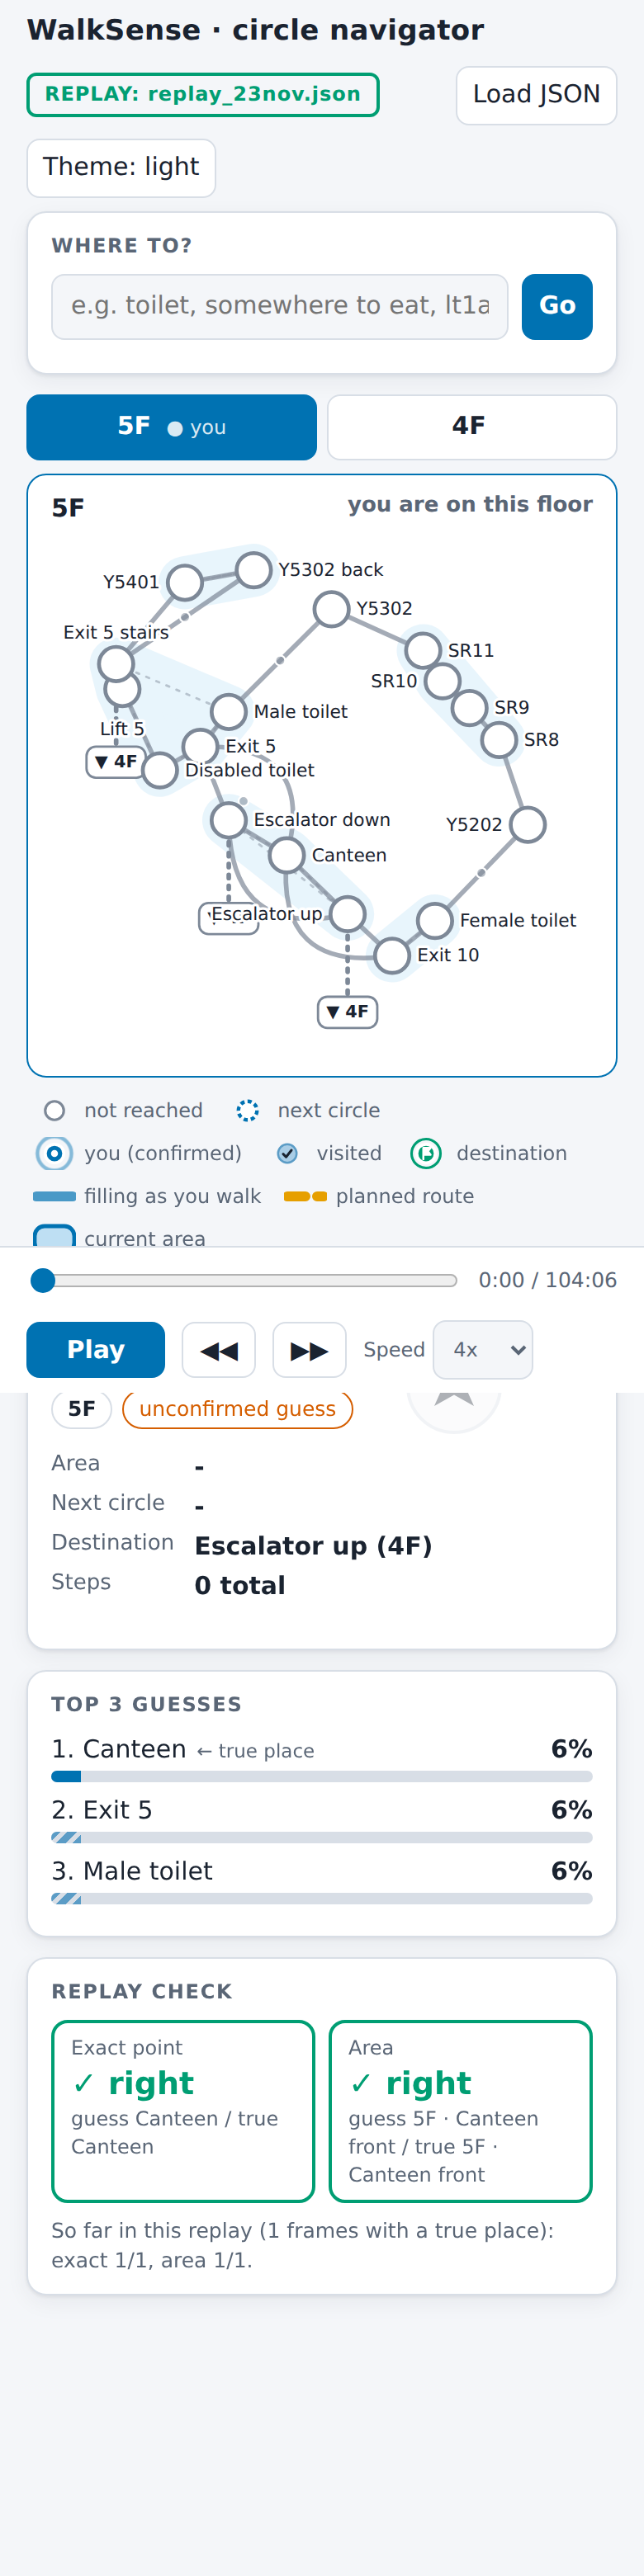 WalkSense · circle navigator
REPLAY: replay_23nov.json
Load JSON
Theme: light
WHERE TO?
e.g. toilet, somewhere to eat, lt1a
Go
5F ● you
4F
5F
you are on this floor
Y5401
Y5302 back
Y5302
Exit 5 stairs
SR11
SR10
SR9
Male toilet
SR8
Lift 5
Exit 5
▼ 4F
Disabled toilet
Escalator down
Y5202
Canteen
Escalator up
Female toilet
Exit 10
▼ 4F
not reached
next circle
you (confirmed)
visited
destination
filling as you walk
planned route
current area
0:00 / 104:06
Play
◀◀
▶▶
Speed
4x
5F
unconfirmed guess
Area -
Next circle -
Destination Escalator up (4F)
Steps 0 total
TOP 3 GUESSES
1. Canteen ← true place 6%
2. Exit 5 6%
3. Male toilet 6%
REPLAY CHECK
Exact point
✓ right
guess Canteen / true
Canteen
Area
✓ right
guess 5F · Canteen
front / true 5F ·
Canteen front
So far in this replay (1 frames with a true place):
exact 1/1, area 1/1.